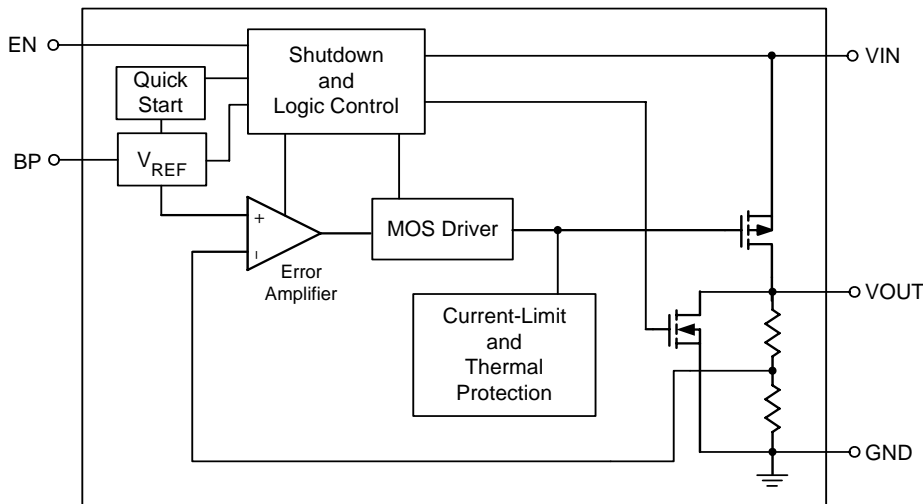 EN
Shutdown
and
Logic Control
VIN
Quick
Start
BP
VREF
+
-
MOS Driver
Error
Amplifier
VOUT
Current-Limit
and
Thermal
Protection
GND